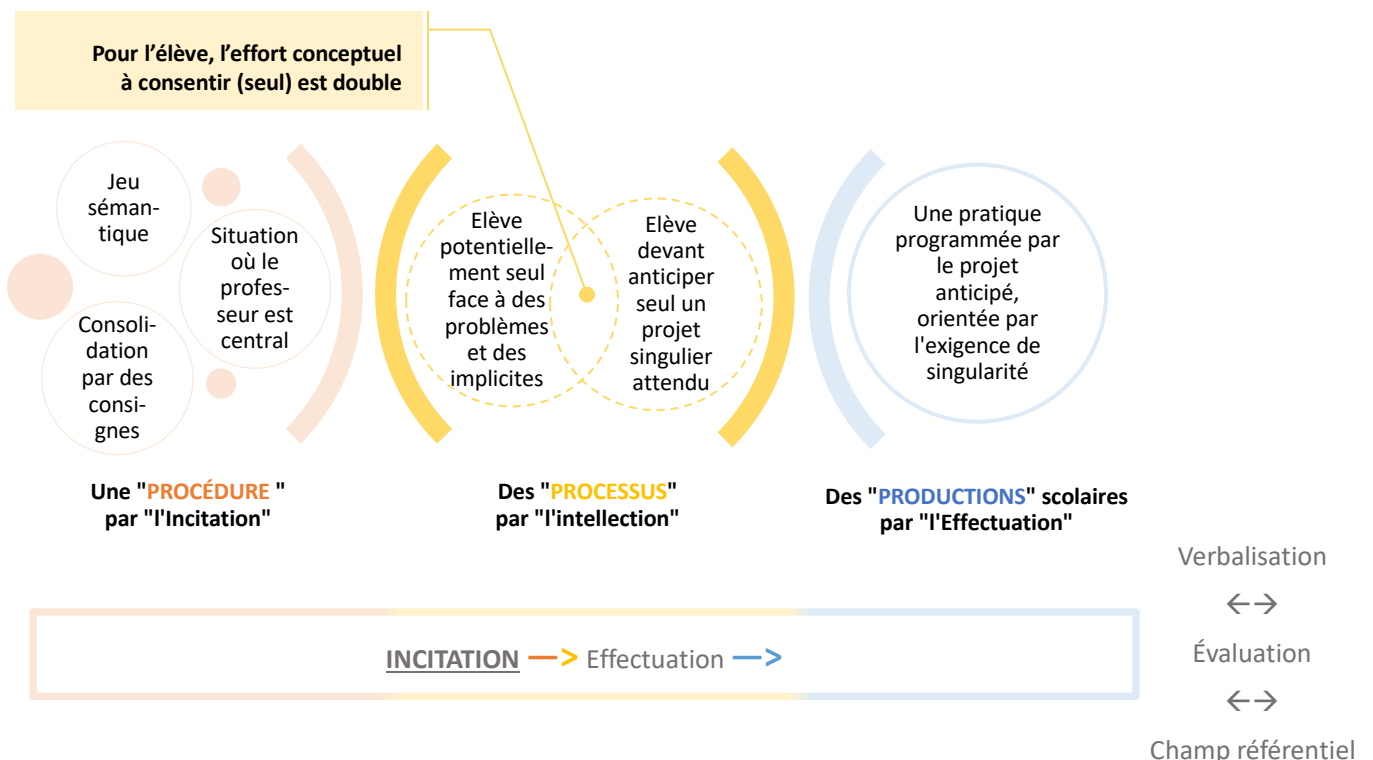 Pour l'élève, l'effort conceptuel
à consentir (seul) est double
Jeu
séman-
tique
Situation
où le
profes-
seur est
central
Consoli-
dation
par des
consi-
gnes
Elève
potentielle-
ment seul
face à des
problèmes
et des
implicites
Elève
devant
anticiper
seul un
projet
singulier
attendu
Une pratique
programmée par
le projet
anticipé,
orientée par
l'exigence de
singularité
Une "PROCÉDURE "
par "l'Incitation"
Des "PROCESSUS"
par "l'intellection"
Des "PRODUCTIONS" scolaires
par "l'Effectuation"
INCITATION —> Effectuation —>
Verbalisation
←→
Évaluation
←→
Champ référentiel